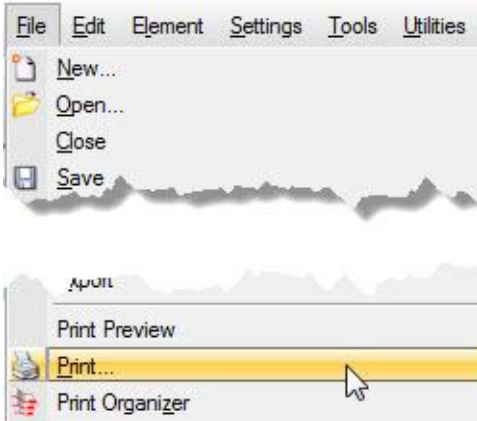 File Edit Element Settings Tools Utilities
New...
Open...
Close
Save
Print Preview
Print...
Print Organizer